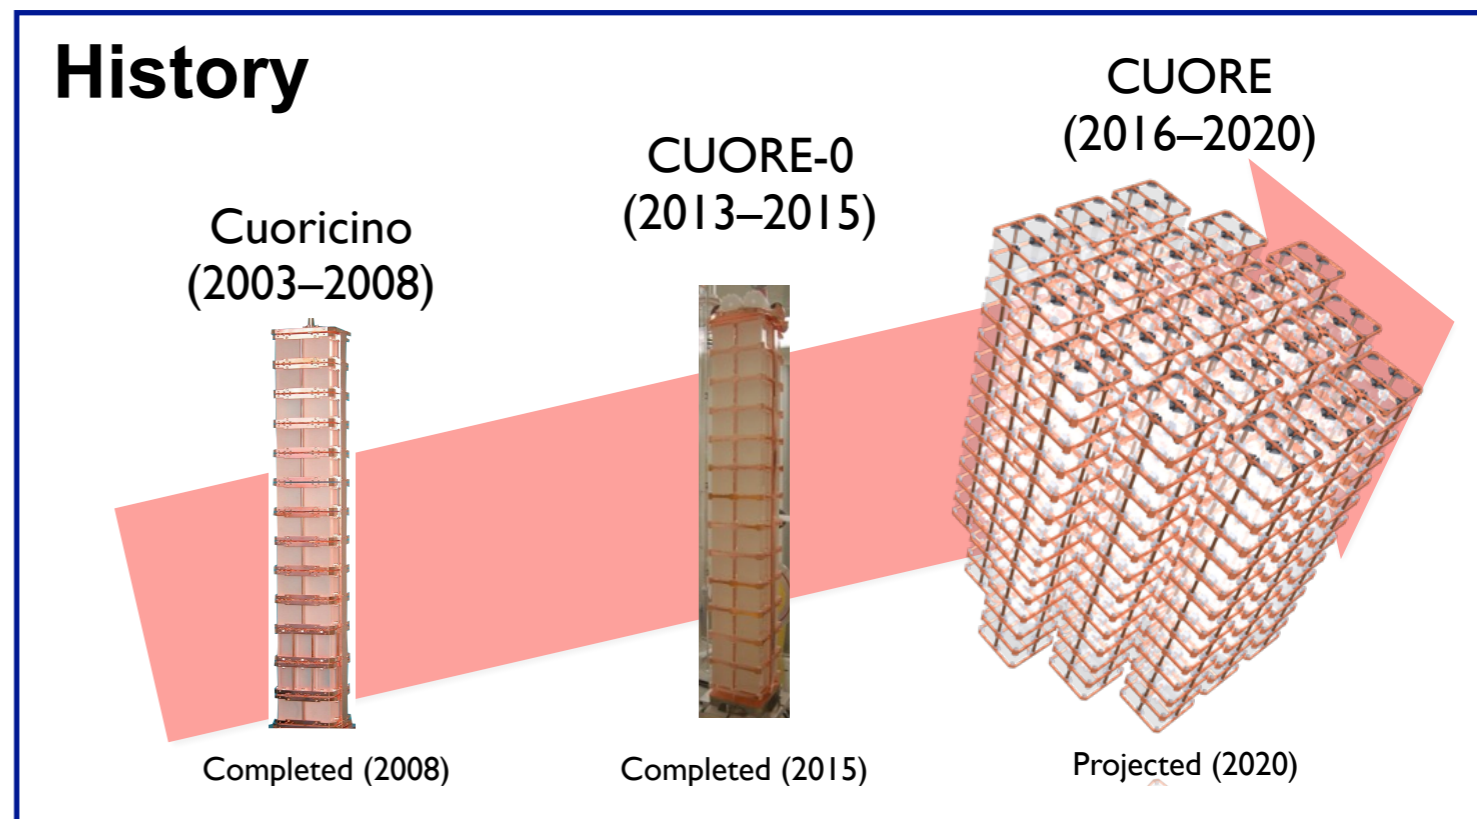 History
Cuoricino
(2003–2008)
CUORE-0
(2013–2015)
CUORE
(2016–2020)
Completed (2008)
Completed (2015)
Projected (2020)